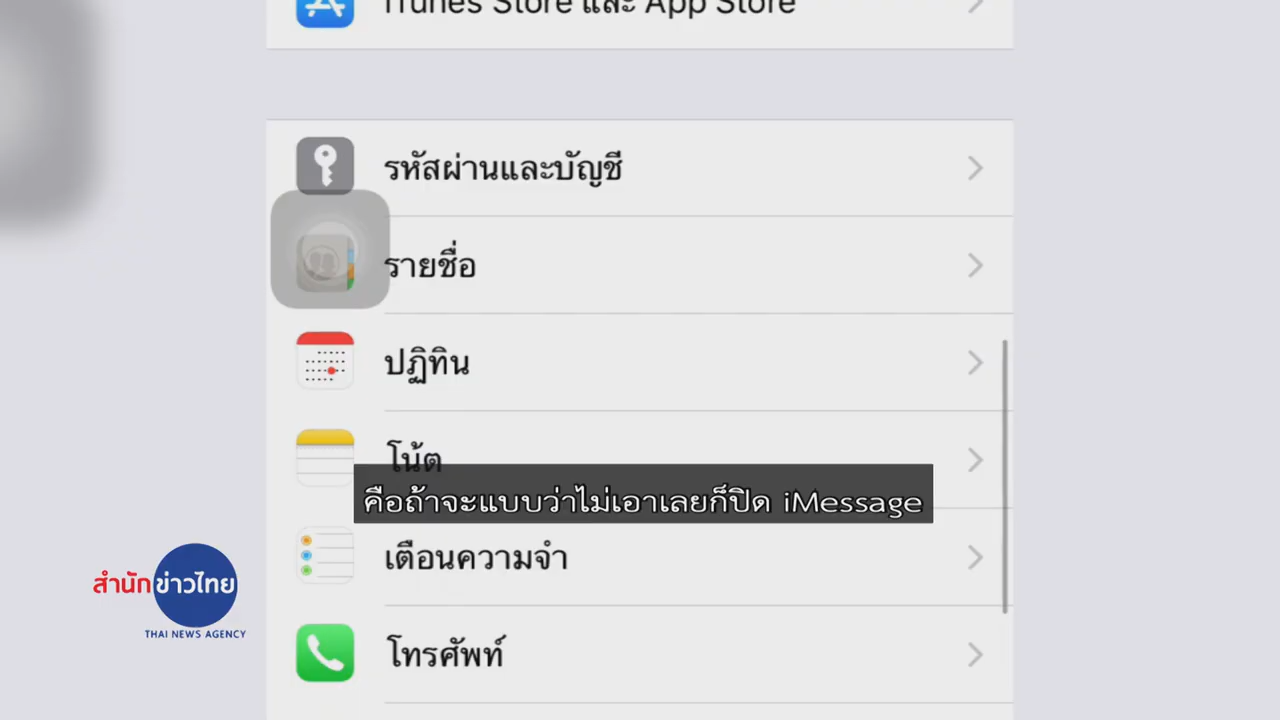 iTunes Store และ App Store
รหัสผ่านและบัญชี
รายชื่อ
ปฏิทิน
โน้ต
คือถ้าจะแบบว่าไม่เอาเลยก็ปิด iMessage
เตือนความจำ
สำนักข่าวไทย
THAI NEWS AGENCY
โทรศัพท์